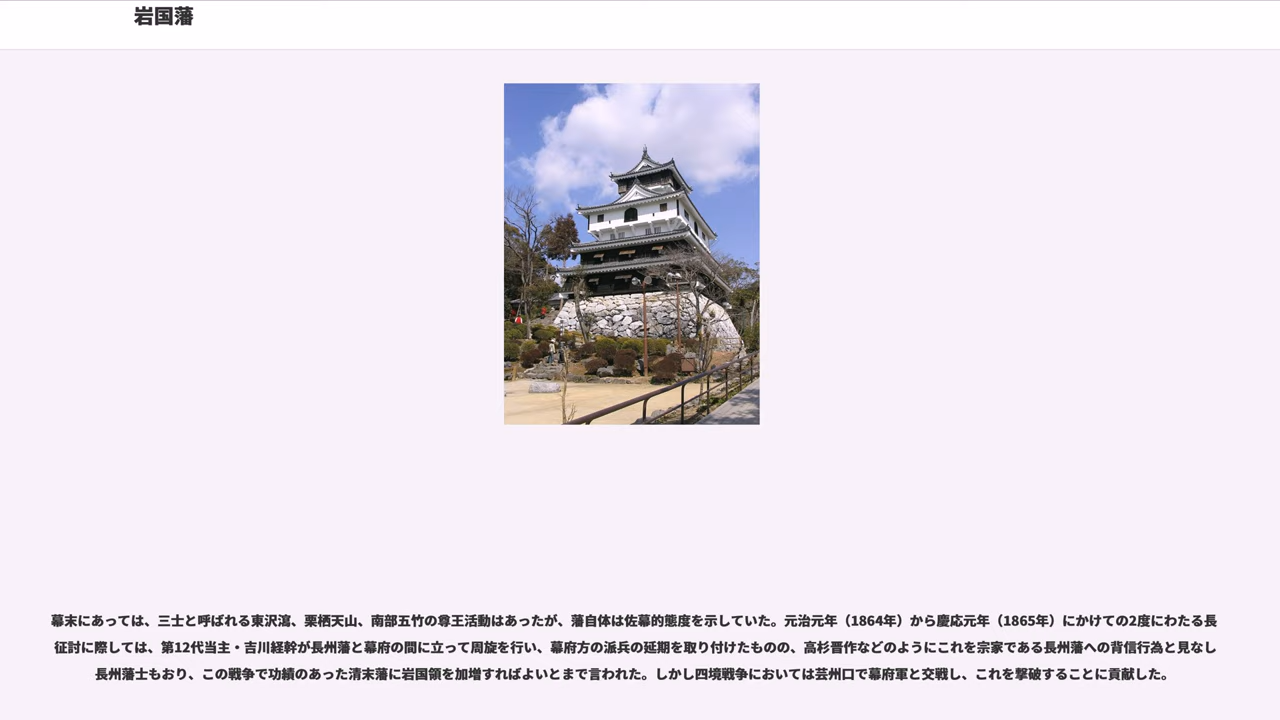 岩国藩
幕末にあっては、三士と呼ばれる東沢瀉、栗栖天山、南部五竹の尊王活動はあったが、藩自体は佐幕的態度を示していた。元治元年（1864年）から慶応元年（1865年）にかけての2度にわたる長
征討に際しては、第12代当主・吉川経幹が長州藩と幕府の間に立って周旋を行い、幕府方の派兵の延期を取り付けたものの、高杉晋作などのようにこれを宗家である長州藩への背信行為と見なし
長州藩士もおり、この戦争で功績のあった清末藩に岩国領を加増すればよいとまで言われた。しかし四境戦争においては芸州口で幕府軍と交戦し、これを撃破することに貢献した。